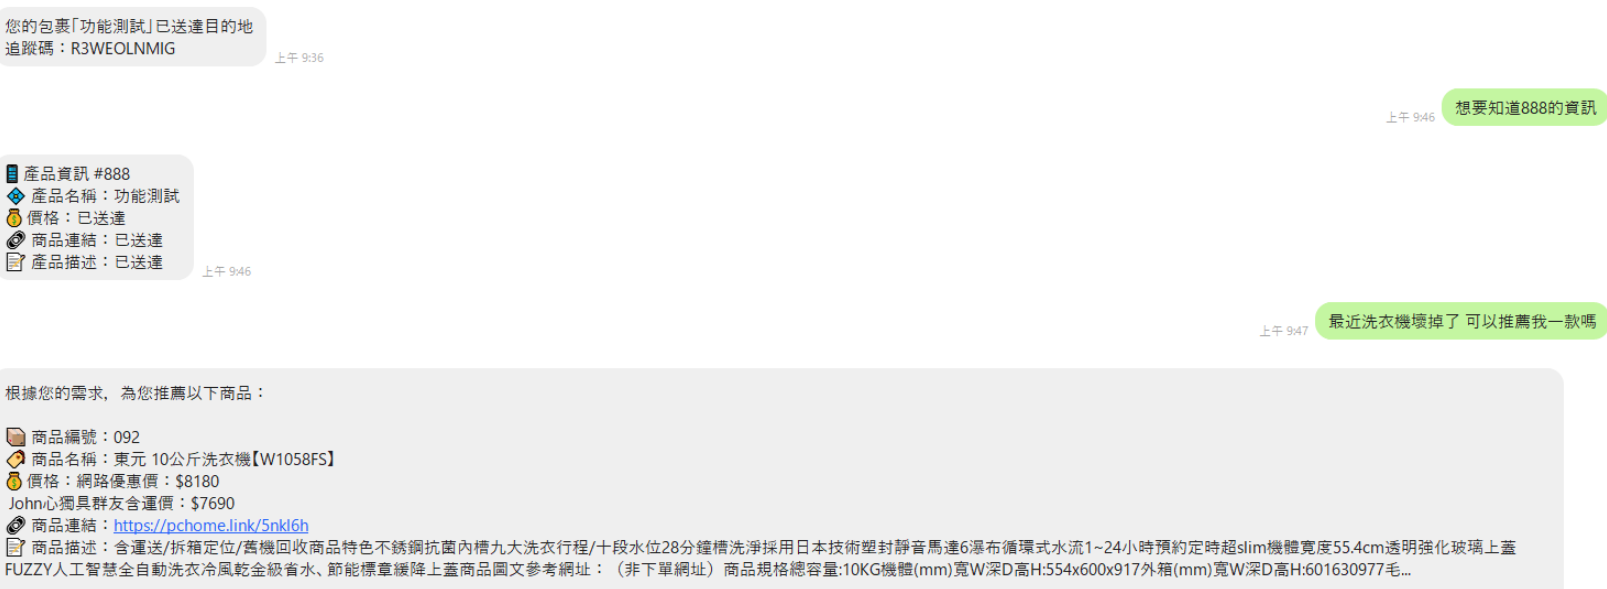 您的包裹「功能測試」已送達目的地
追蹤碼：R3WEOLNMIG
上午 9:36
想要知道888的資訊
上午 9:46
產品資訊 #888
產品名稱：功能測試
價格：已送達
商品連結：已送達
產品描述：已送達
上午 9:46
最近洗衣機壞掉了 可以推薦我一款嗎
上午 9:47
根據您的需求，為您推薦以下商品：
商品編號：092
商品名稱：東元 10公斤洗衣機【W1058FS】
價格：網路優惠價：$8180
John心獨具群友含運價：$7690
商品連結：https://pchome.link/5nkl6h
商品描述：含運送/拆箱定位/舊機回收商品特色不銹鋼抗菌內槽九大洗衣行程/十段水位28分鐘槽洗淨採用日本技術塑封靜音馬達6瀑布循環式水流1~24小時預約定時超slim機體寬度55.4cm透明強化玻璃上蓋
FUZZY人工智慧全自動洗衣冷風乾金級省水、節能標章緩降上蓋商品圖文參考網址：（非下單網址）商品規格總容量:10KG機體(mm)寬W深D高H:554x600x917外箱(mm)寬W深D高H:601630977毛...